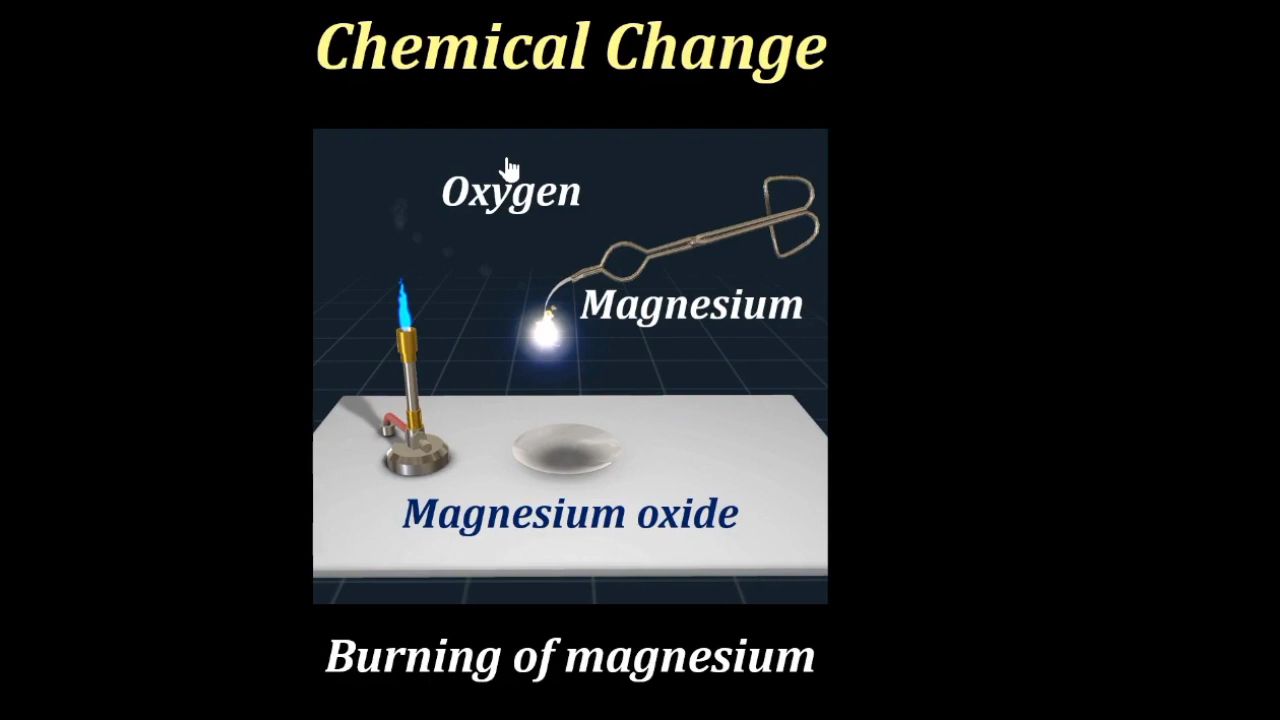 Chemical Change
Oxygen
Magnesium
Magnesium oxide
Burning of magnesium